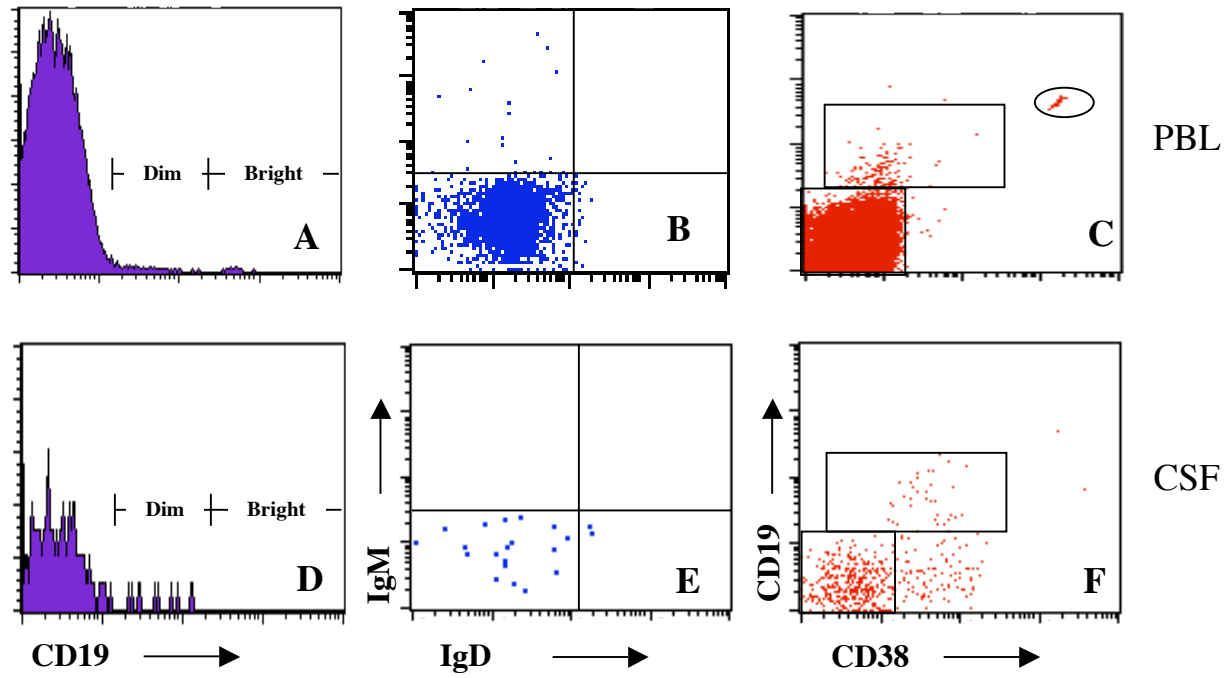 Dim Bright
A
B
C
PBL
Dim Bright
D
IgM
E
CD19
F
CSF
CD19
IgD
CD38